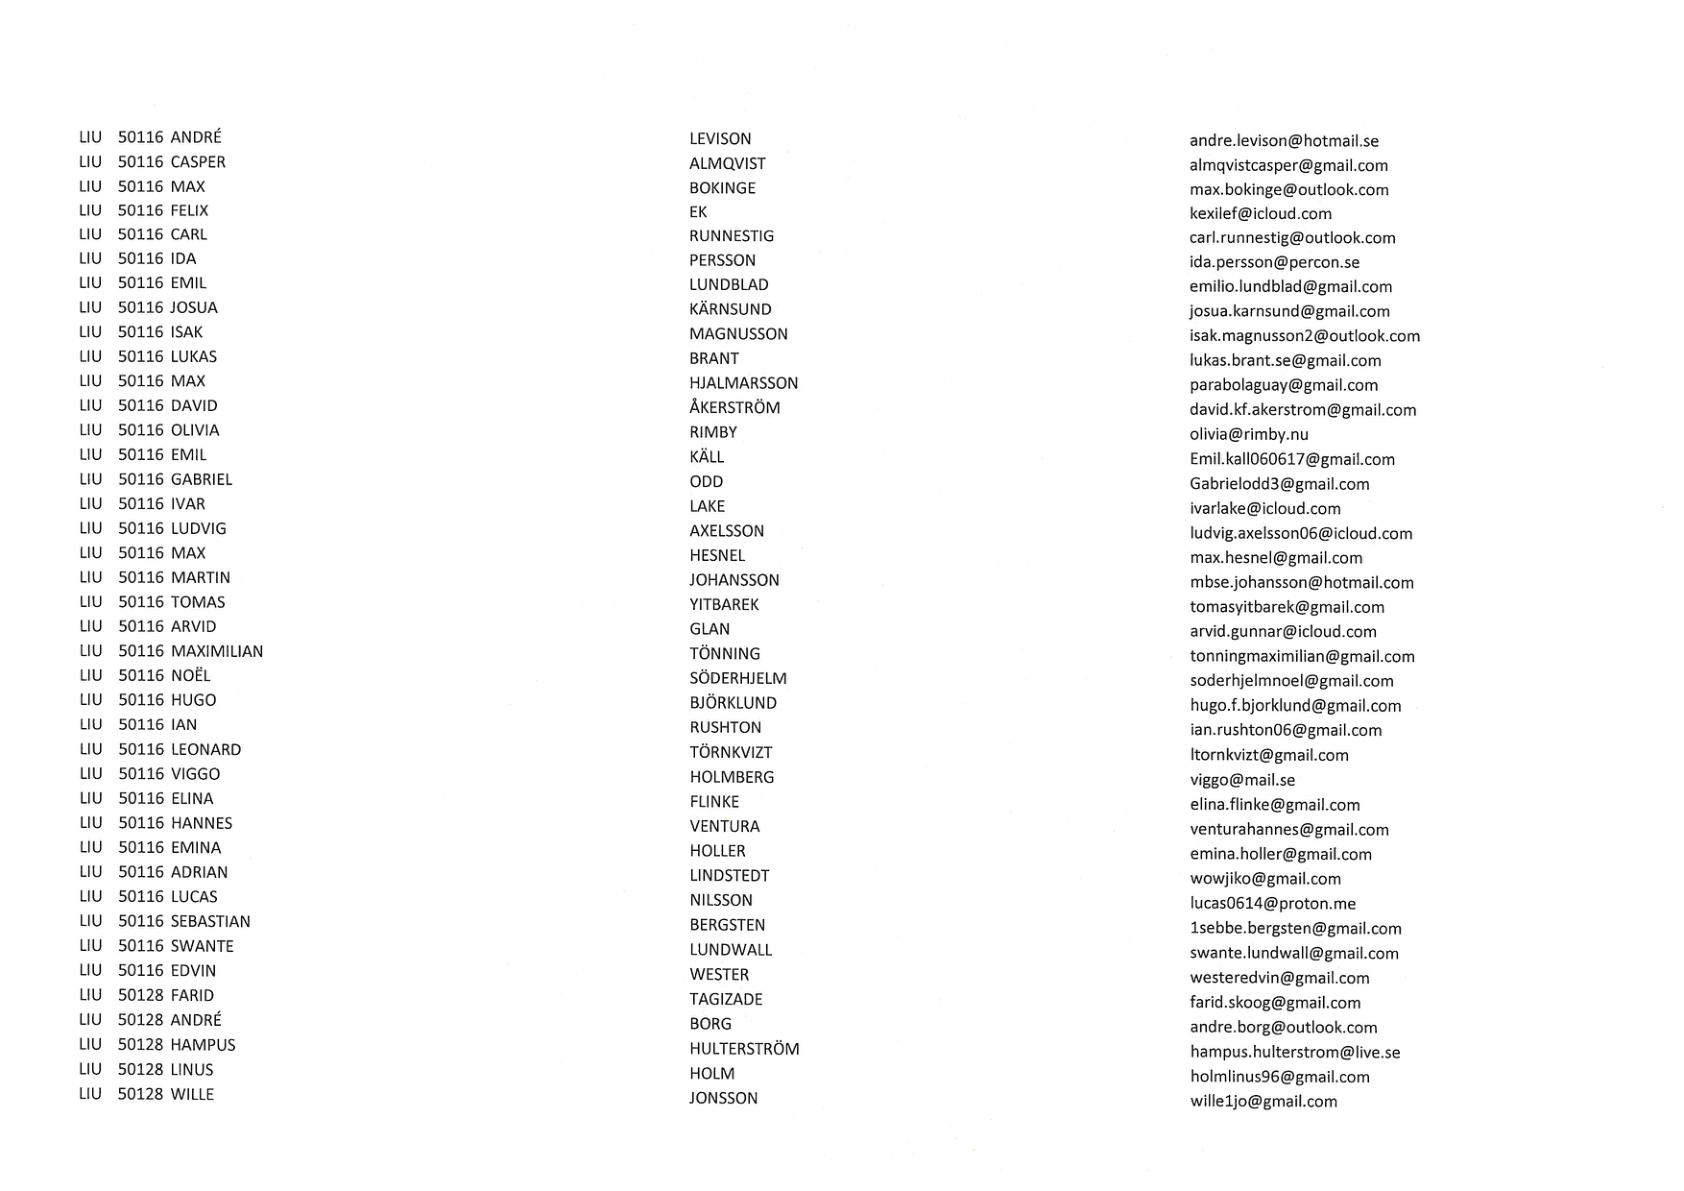 LIU 50116 ANDRÉ LEVISON andre.levison@hotmail.se
LIU 50116 CASPER ALMQVIST almqvistcasper@gmail.com
LIU 50116 MAX BOKINGE max.bokinge@outlook.com
LIU 50116 FELIX EK kexilef@icloud.com
LIU 50116 CARL RUNNESTIG carl.runnestig@outlook.com
LIU 50116 IDA PERSSON ida.persson@percon.se
LIU 50116 EMIL LUNDBLAD emilio.lundblad@gmail.com
LIU 50116 JOSUA KÄRNSUND josua.karnsund@gmail.com
LIU 50116 ISAK MAGNUSSON isak.magnusson2@outlook.com
LIU 50116 LUKAS BRANT lukas.brant.se@gmail.com
LIU 50116 MAX HJALMARSSON parabolaguay@gmail.com
LIU 50116 DAVID ÅKERSTRÖM david.kf.akerstrom@gmail.com
LIU 50116 OLIVIA RIMBY olivia@rimby.nu
LIU 50116 EMIL KÄLL Emil.kall060617@gmail.com
LIU 50116 GABRIEL ODD Gabrielodd3@gmail.com
LIU 50116 IVAR LAKE ivarlake@icloud.com
LIU 50116 LUDVIG AXELSSON ludvig.axelsson06@icloud.com
LIU 50116 MAX HESNEL max.hesnel@gmail.com
LIU 50116 MARTIN JOHANSSON mbse.johansson@hotmail.com
LIU 50116 TOMAS YITBAREK tomasyitbarek@gmail.com
LIU 50116 ARVID GLAN arvid.gunnar@icloud.com
LIU 50116 MAXIMILIAN TÖNNING tonningmaximilian@gmail.com
LIU 50116 NOËL SÖDERHJELM soderhjelmnoel@gmail.com
LIU 50116 HUGO BJÖRKLUND hugo.f.bjorklund@gmail.com
LIU 50116 IAN RUSHTON ian.rushton06@gmail.com
LIU 50116 LEONARD TÖRNKVIZT ltornkvizt@gmail.com
LIU 50116 VIGGO HOLMBERG viggo@mail.se
LIU 50116 ELINA FLINKE elina.flinke@gmail.com
LIU 50116 HANNES VENTURA venturahannes@gmail.com
LIU 50116 EMINA HOLLER emina.holler@gmail.com
LIU 50116 ADRIAN LINDSTEDT wowjiko@gmail.com
LIU 50116 LUCAS NILSSON lucas0614@proton.me
LIU 50116 SEBASTIAN BERGSTEN 1sebbe.bergsten@gmail.com
LIU 50116 SWANTE LUNDWALL swante.lundwall@gmail.com
LIU 50116 EDVIN WESTER westeredvin@gmail.com
LIU 50128 FARID TAGIZADE farid.skoog@gmail.com
LIU 50128 ANDRÉ BORG andre.borg@outlook.com
LIU 50128 HAMPUS HULTERSTRÖM hampus.hulterstrom@live.se
LIU 50128 LINUS HOLM holmlinus96@gmail.com
LIU 50128 WILLE JONSSON wille1jo@gmail.com